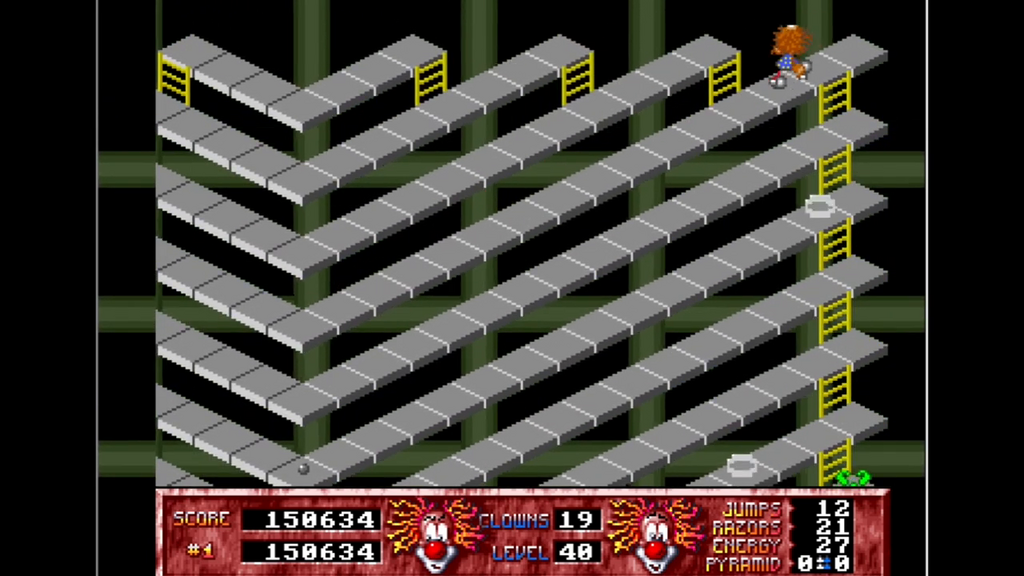 SCORE 150634 CLOWNS 19 JUMPS 12
RAZORS 21
#1 150634 LEVEL 40 ENERGY 27
PYRAMID 0 0